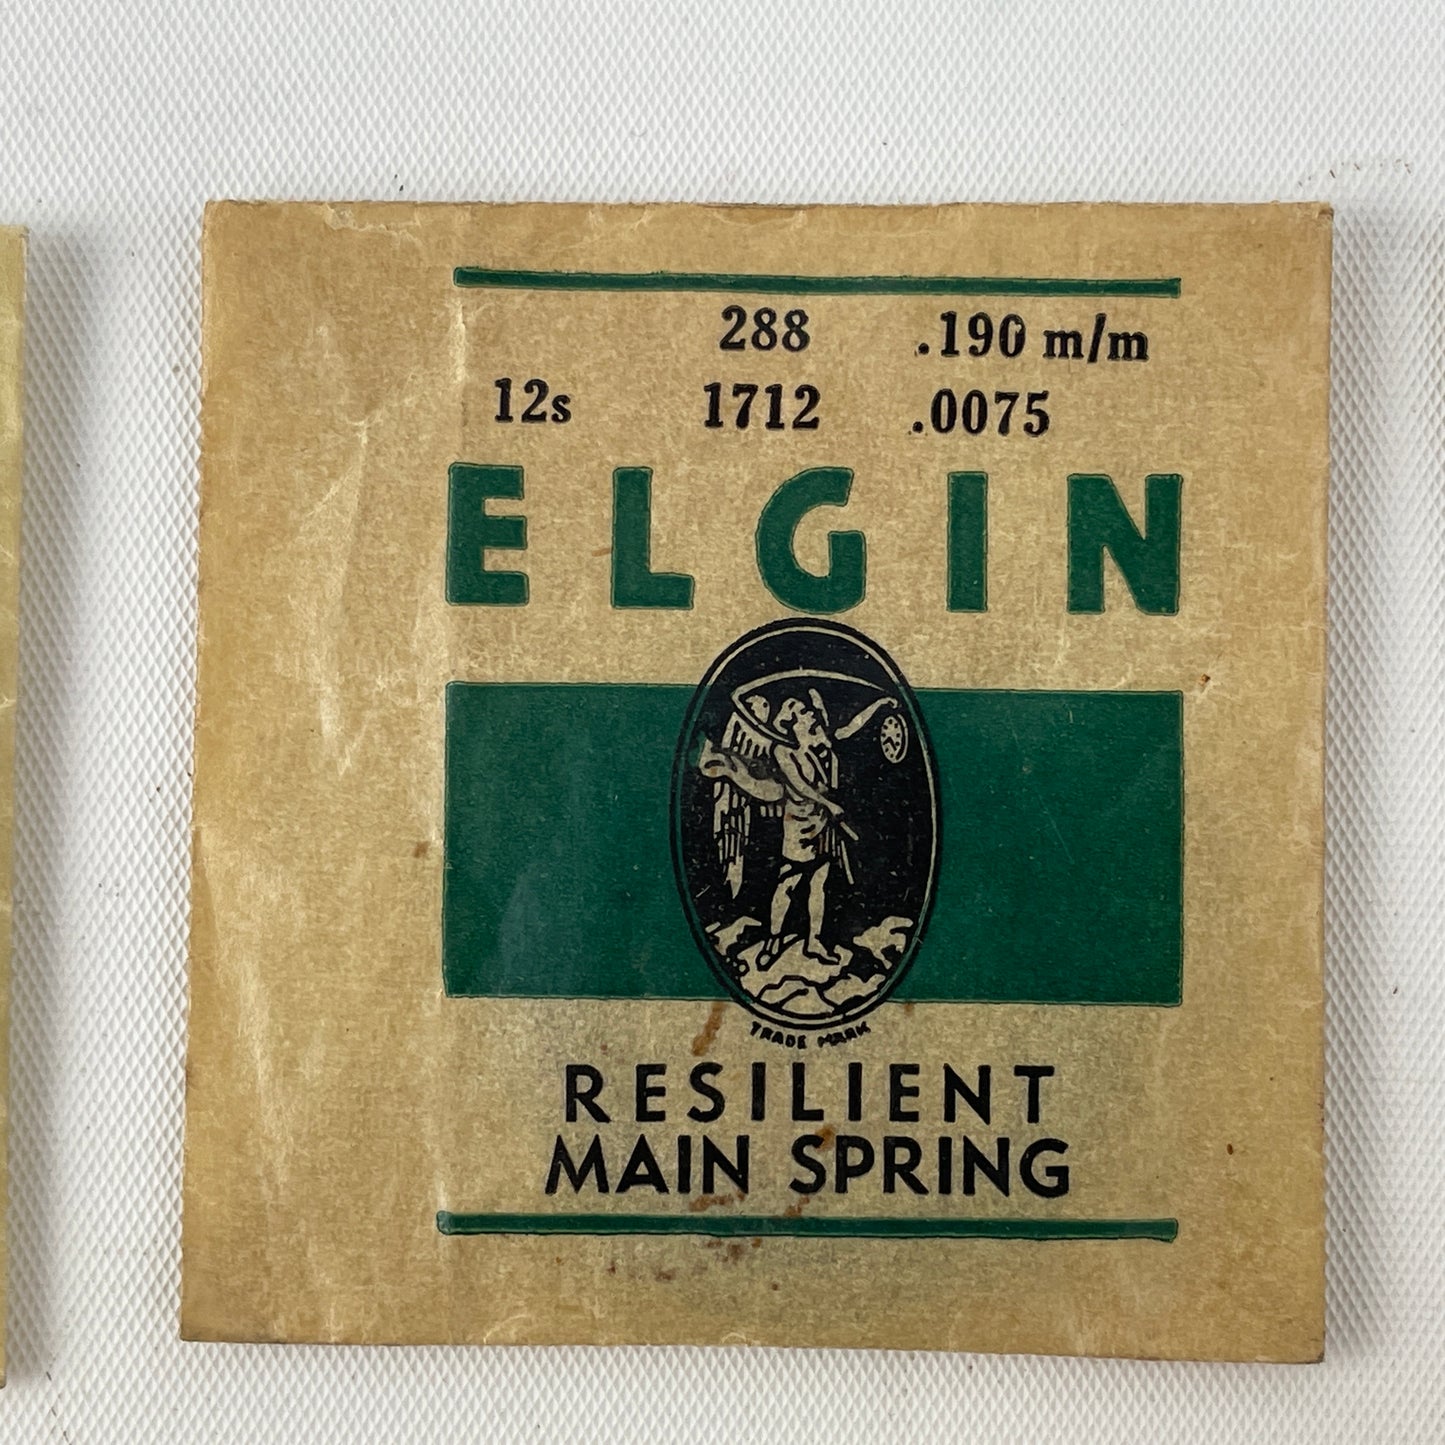 288 .190 m/m
12s 1712 .0075
ELGIN
TRADE MARK
RESILIENT
MAIN SPRING